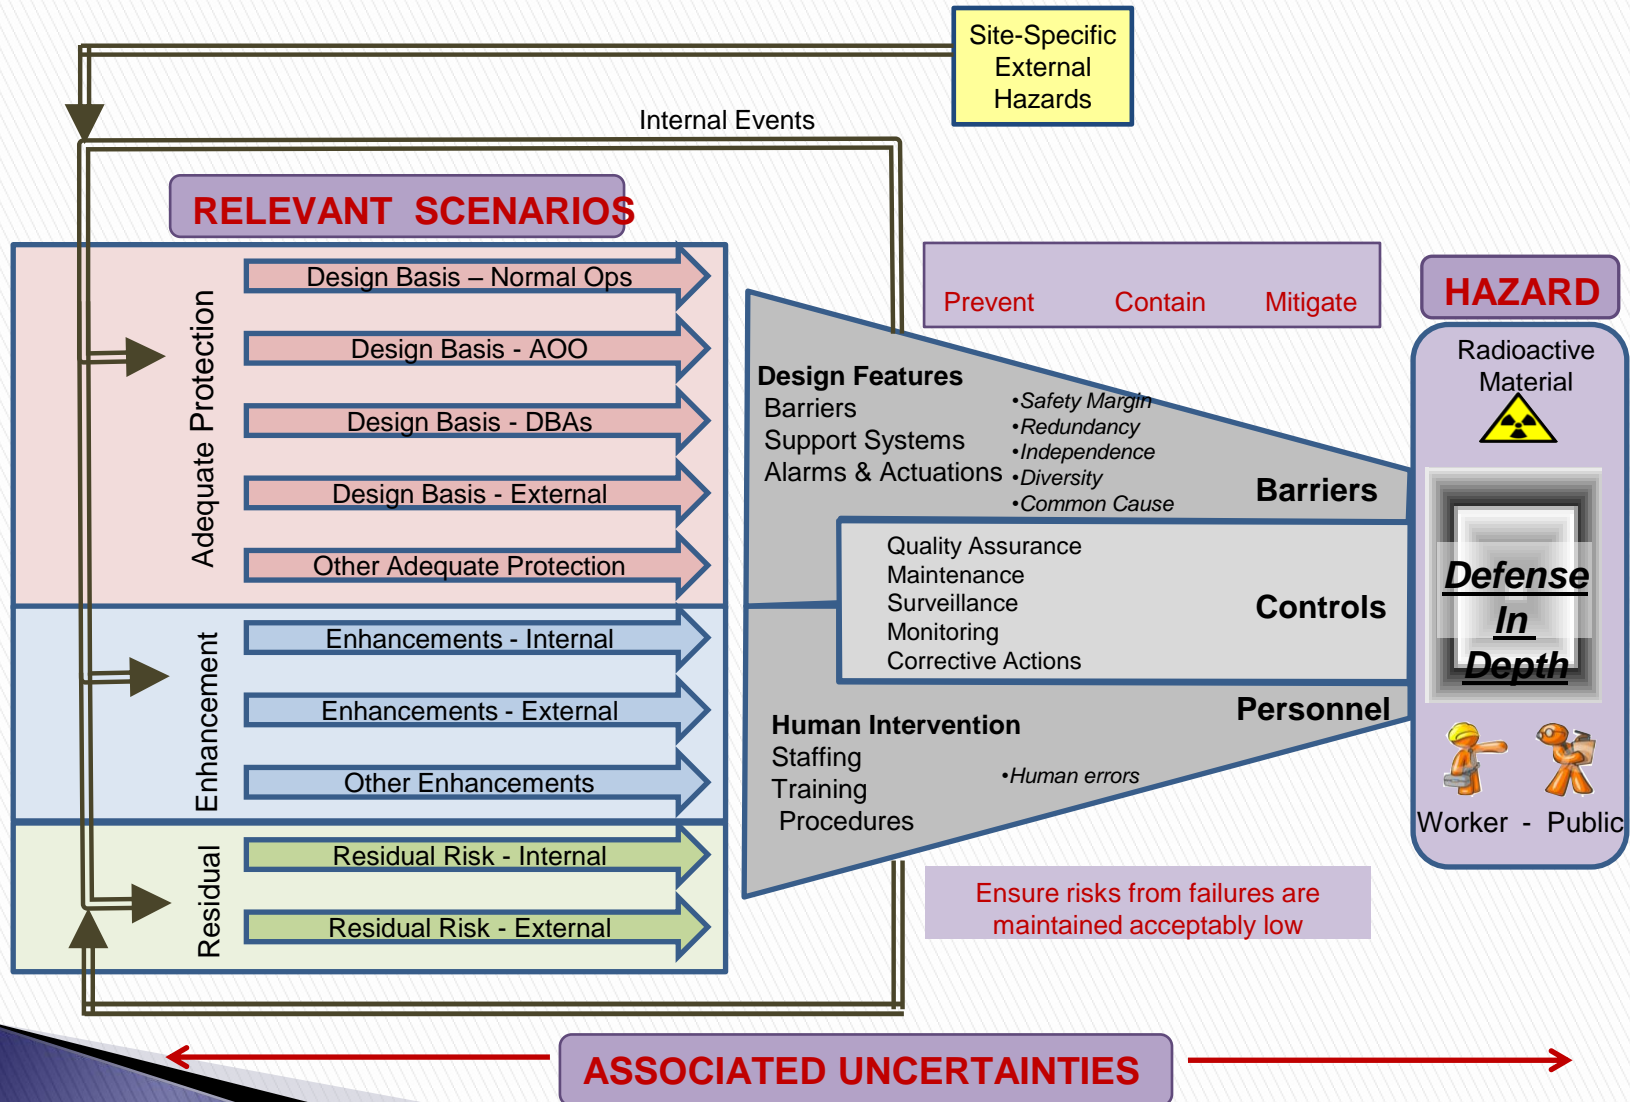 Site-Specific
External
Hazards
Internal Events
RELEVANT SCENARIOS
Adequate Protection
Design Basis – Normal Ops
Design Basis - AOO
Design Basis - DBAs
Design Basis - External
Other Adequate Protection
Enhancement
Enhancements - Internal
Enhancements - External
Other Enhancements
Residual
Residual Risk - Internal
Residual Risk - External
Prevent Contain Mitigate
Design Features
Barriers
Support Systems
Alarms & Actuations
•Safety Margin
•Redundancy
•Independence
•Diversity
•Common Cause
Barriers
Quality Assurance
Maintenance
Surveillance
Monitoring
Corrective Actions
Controls
Personnel
Human Intervention
Staffing
Training
Procedures
•Human errors
Ensure risks from failures are
maintained acceptably low
HAZARD
Radioactive
Material
Defense
In
Depth
Worker - Public
ASSOCIATED UNCERTAINTIES